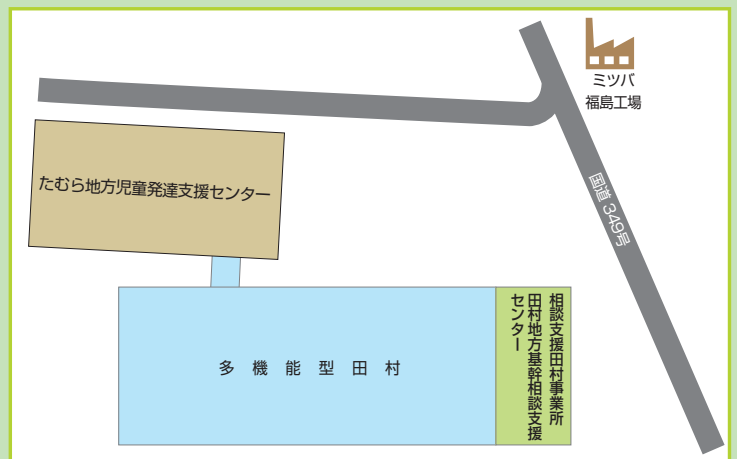 ミツバ
福島工場
国道 349号
たむら地方児童発達支援センター
多機能型田村
相談支援田村事業所
田村地方基幹相談支援
センター